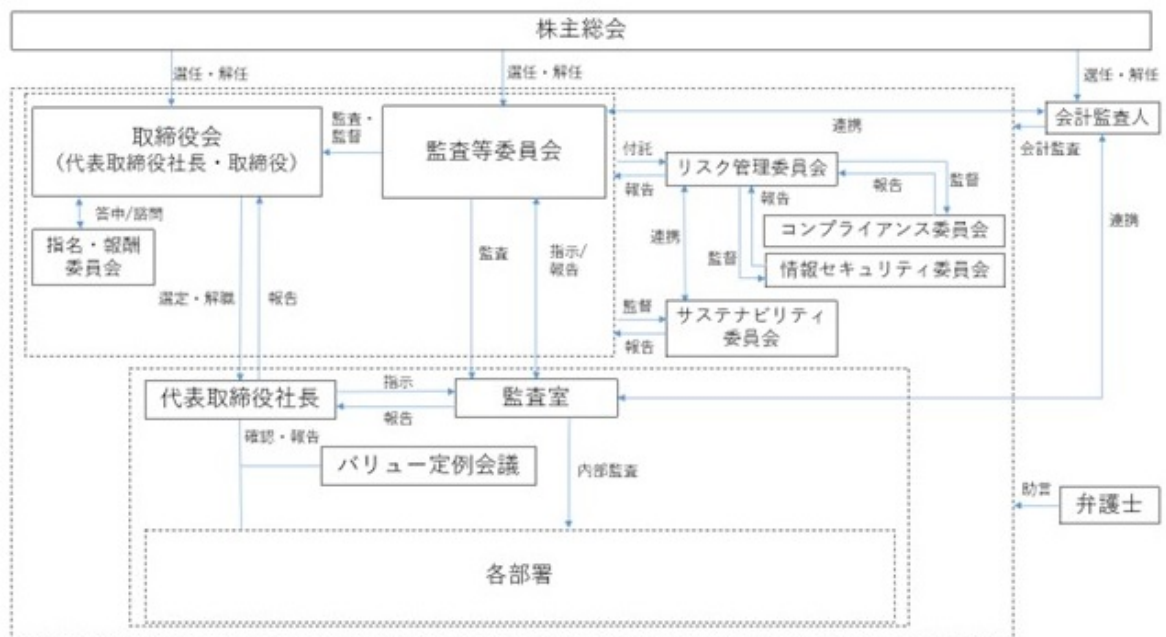 株主総会
選任・解任
選任・解任
選任・解任
取締役会
(代表取締役社長・取締役)
監査・
監督
監査等委員会
連携
会計監査人
会計監査
付託
報告
リスク管理委員会
報告
監督
答申/諮問
指名・報酬
委員会
連携
報告
監督
コンプライアンス委員会
情報セキュリティ委員会
連携
選定・解職
報告
監査
指示/
報告
監督
報告
サステナビリティ
委員会
代表取締役社長
指示
報告
監査室
確認・報告
バリュー定例会議
内部監査
助言
弁護士
各部署